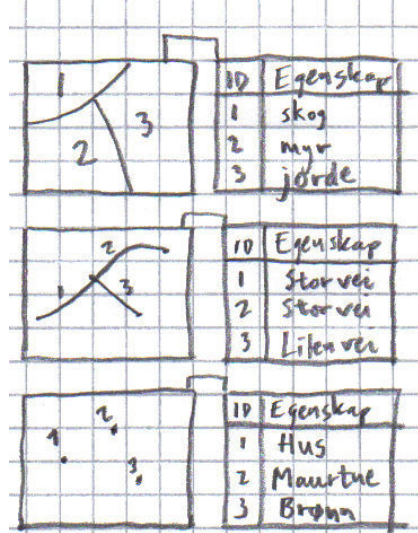 1
2
3
ID Egenskap
1 skog
2 myr
3 jorde
2
1 3
ID Egenskap
1 Stor vei
2 Stor vei
3 Liten vei
2
1
3
ID Egenskap
1 Hus
2 Maurtue
3 Brønn